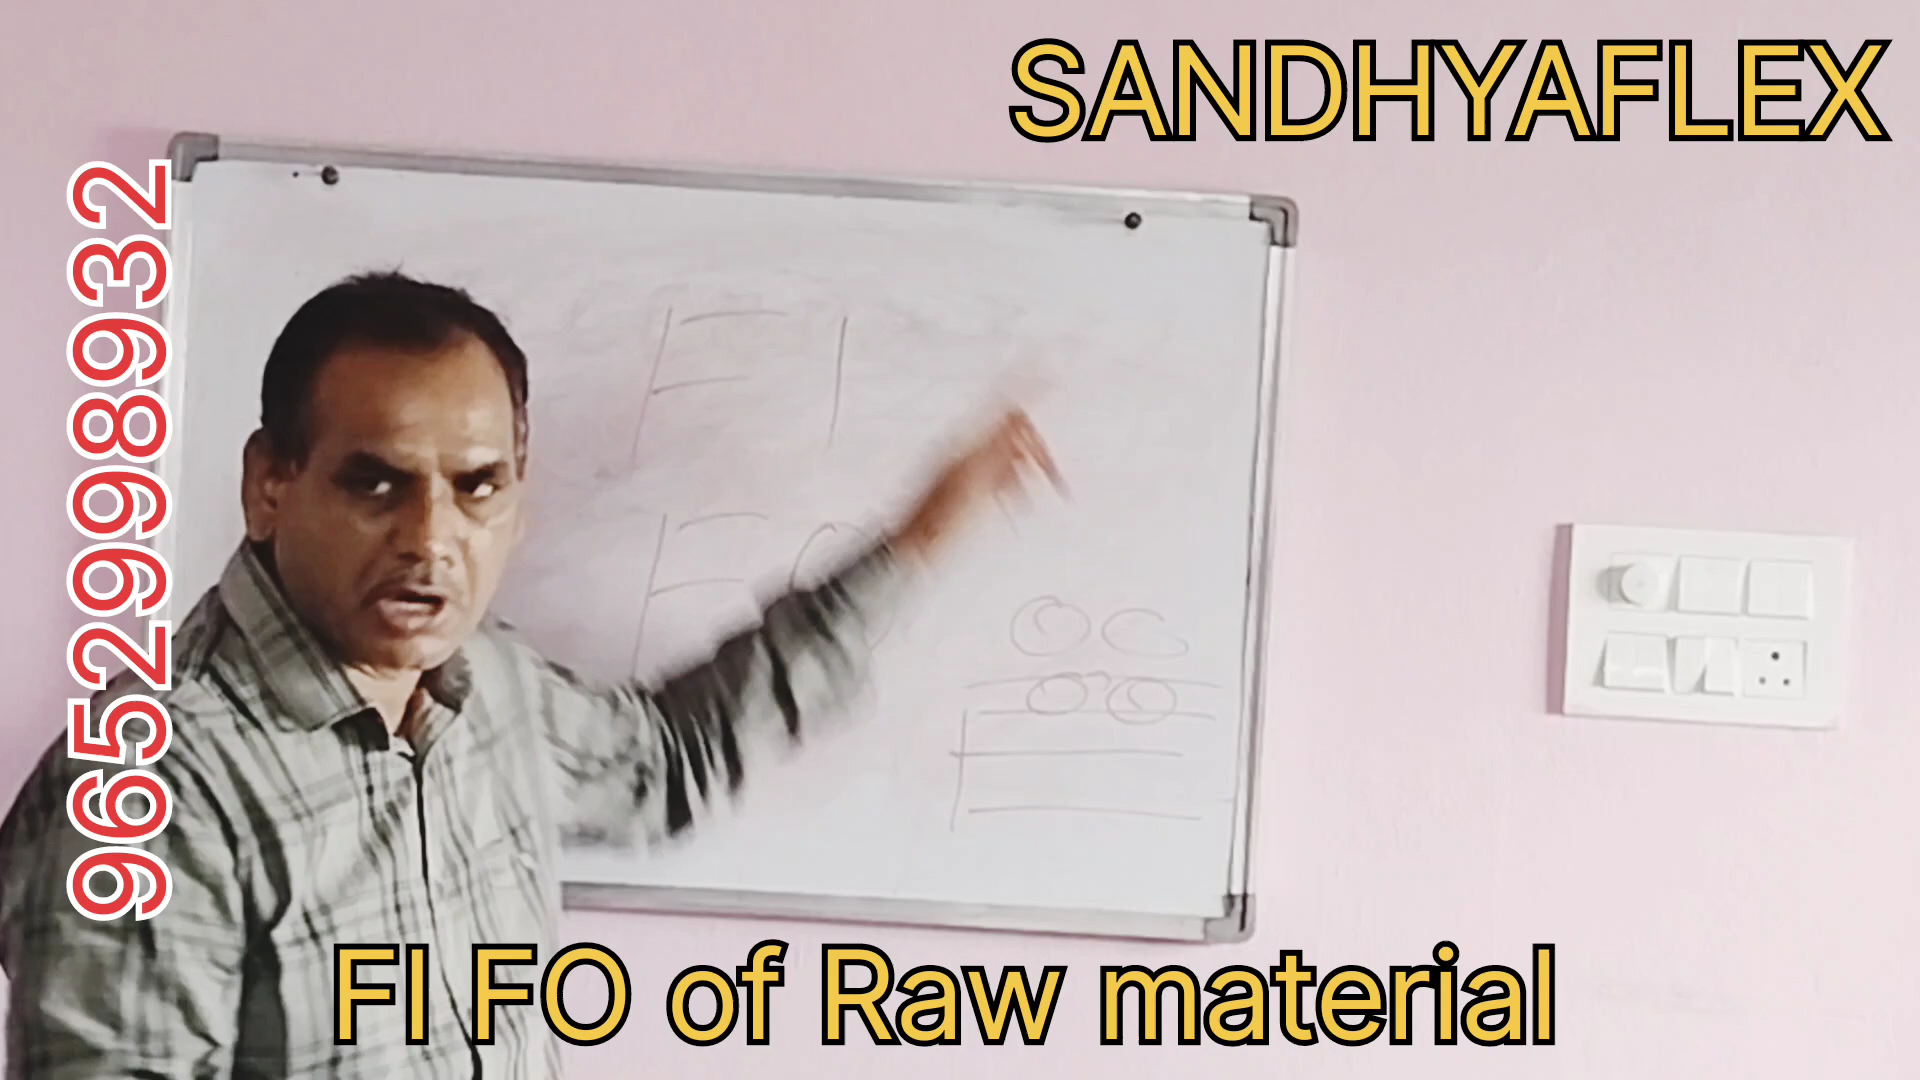 SANDHYAFLEX
9652998932
FI
FO
FI FO of Raw material